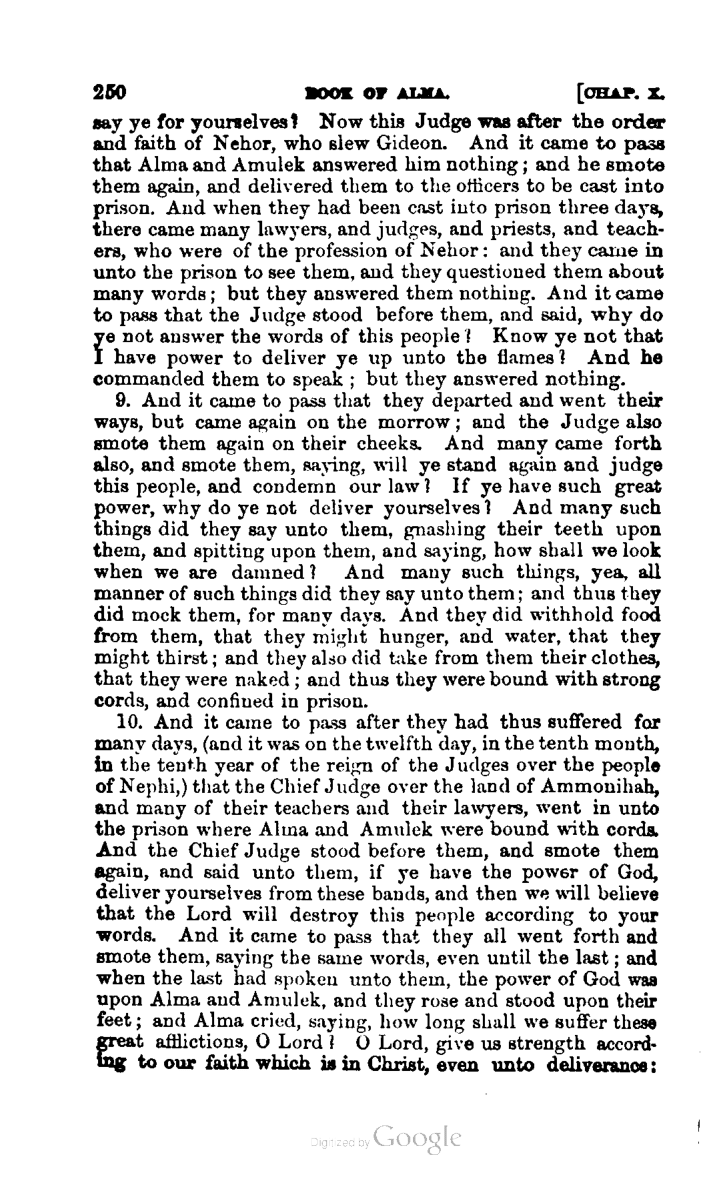 250 BOOK OF ALMA. [CHAP. X.
say ye for yourselves? Now this Judge was after the order
and faith of Nehor, who slew Gideon. And it came to pass
that Alma and Amulek answered him nothing; and he smote
them again, and delivered them to the officers to be cast into
prison. And when they had been cast into prison three days,
there came many lawyers, and judges, and priests, and teach-
ers, who were of the profession of Nehor: and they came in
unto the prison to see them, and they questioned them about
many words; but they answered them nothing. And it came
to pass that the Judge stood before them, and said, why do
ye not answer the words of this people? Know ye not that
I have power to deliver ye up unto the flames? And he
commanded them to speak; but they answered nothing.
9. And it came to pass that they departed and went their
ways, but came again on the morrow; and the Judge also
smote them again on their cheeks. And many came forth
also, and smote them, saying, will ye stand again and judge
this people, and condemn our law? If ye have such great
power, why do ye not deliver yourselves? And many such
things did they say unto them, gnashing their teeth upon
them, and spitting upon them, and saying, how shall we look
when we are damned? And many such things, yea, all
manner of such things did they say unto them; and thus they
did mock them, for many days. And they did withhold food
from them, that they might hunger, and water, that they
might thirst; and they also did take from them their clothes,
that they were naked; and thus they were bound with strong
cords, and confined in prison.
10. And it came to pass after they had thus suffered for
many days, (and it was on the twelfth day, in the tenth month,
in the tenth year of the reign of the Judges over the people
of Nephi,) that the Chief Judge over the land of Ammonihah,
and many of their teachers and their lawyers, went in unto
the prison where Alma and Amulek were bound with cords.
And the Chief Judge stood before them, and smote them
again, and said unto them, if ye have the power of God,
deliver yourselves from these bands, and then we will believe
that the Lord will destroy this people according to your
words. And it came to pass that they all went forth and
smote them, saying the same words, even until the last; and
when the last had spoken unto them, the power of God was
upon Alma and Amulek, and they rose and stood upon their
feet; and Alma cried, saying, how long shall we suffer these
great afflictions, O Lord? O Lord, give us strength accord-
ing to our faith which is in Christ, even unto deliverance:
Digitized by Google